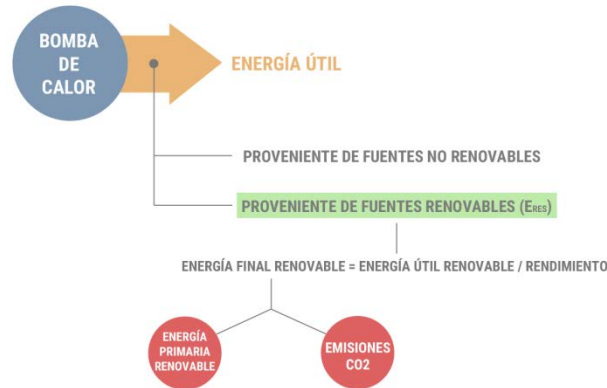 BOMBA
DE
CALOR
ENERGÍA ÚTIL
PROVENIENTE DE FUENTES NO RENOVABLES
PROVENIENTE DE FUENTES RENOVABLES (ERES)
ENERGÍA FINAL RENOVABLE = ENERGÍA ÚTIL RENOVABLE / RENDIMIENTO
ENERGÍA
PRIMARIA
RENOVABLE
EMISIONES
CO2